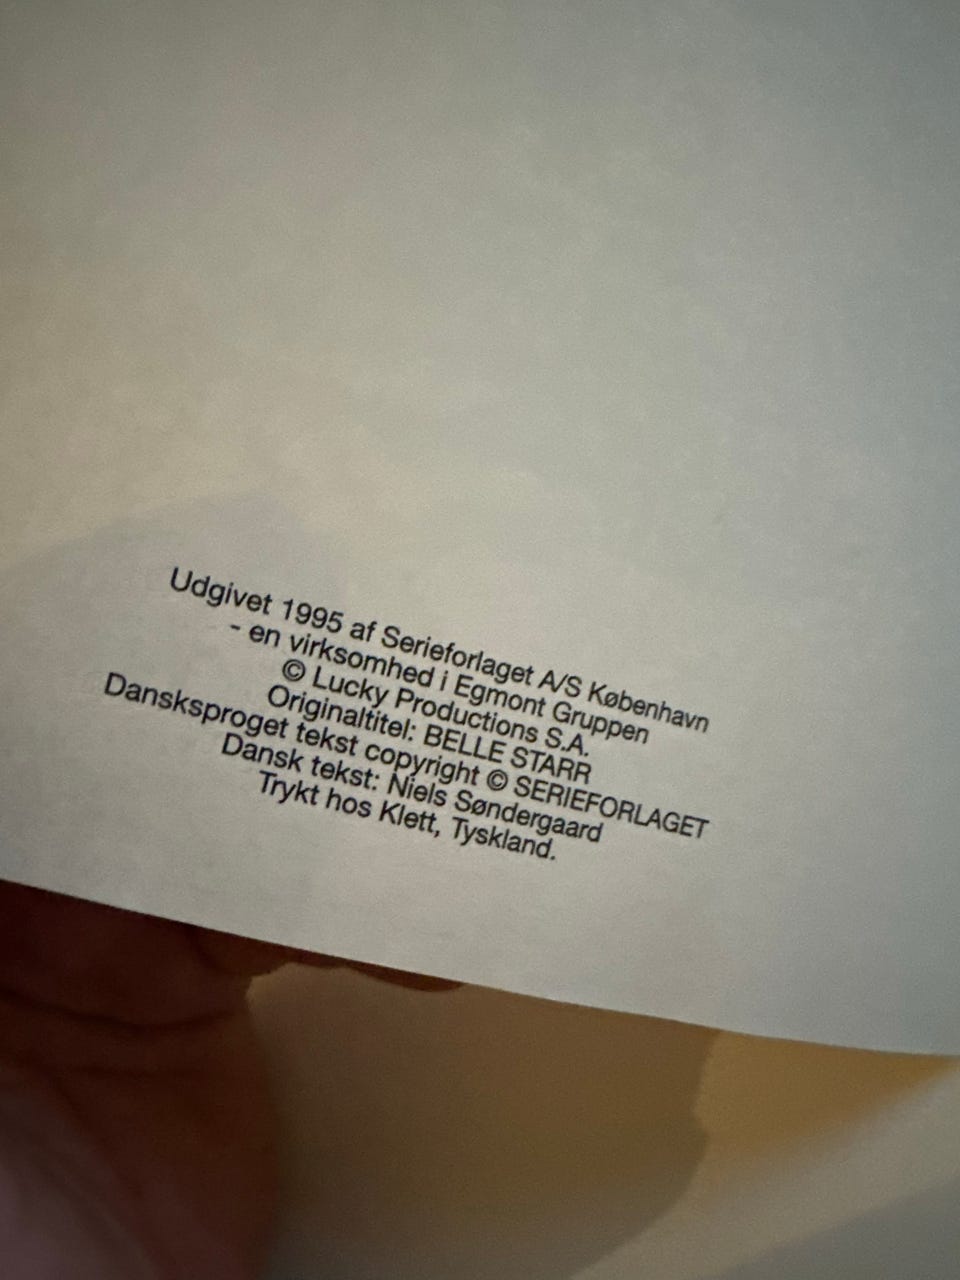 Udgivet 1995 af Serieforlaget A/S København
- en virksomhed i Egmont Gruppen
© Lucky Productions S.A.
Originaltitel: BELLE STARR
Dansksproget tekst copyright © SERIEFORLAGET
Dansk tekst: Niels Søndergaard
Trykt hos Klett, Tyskland.